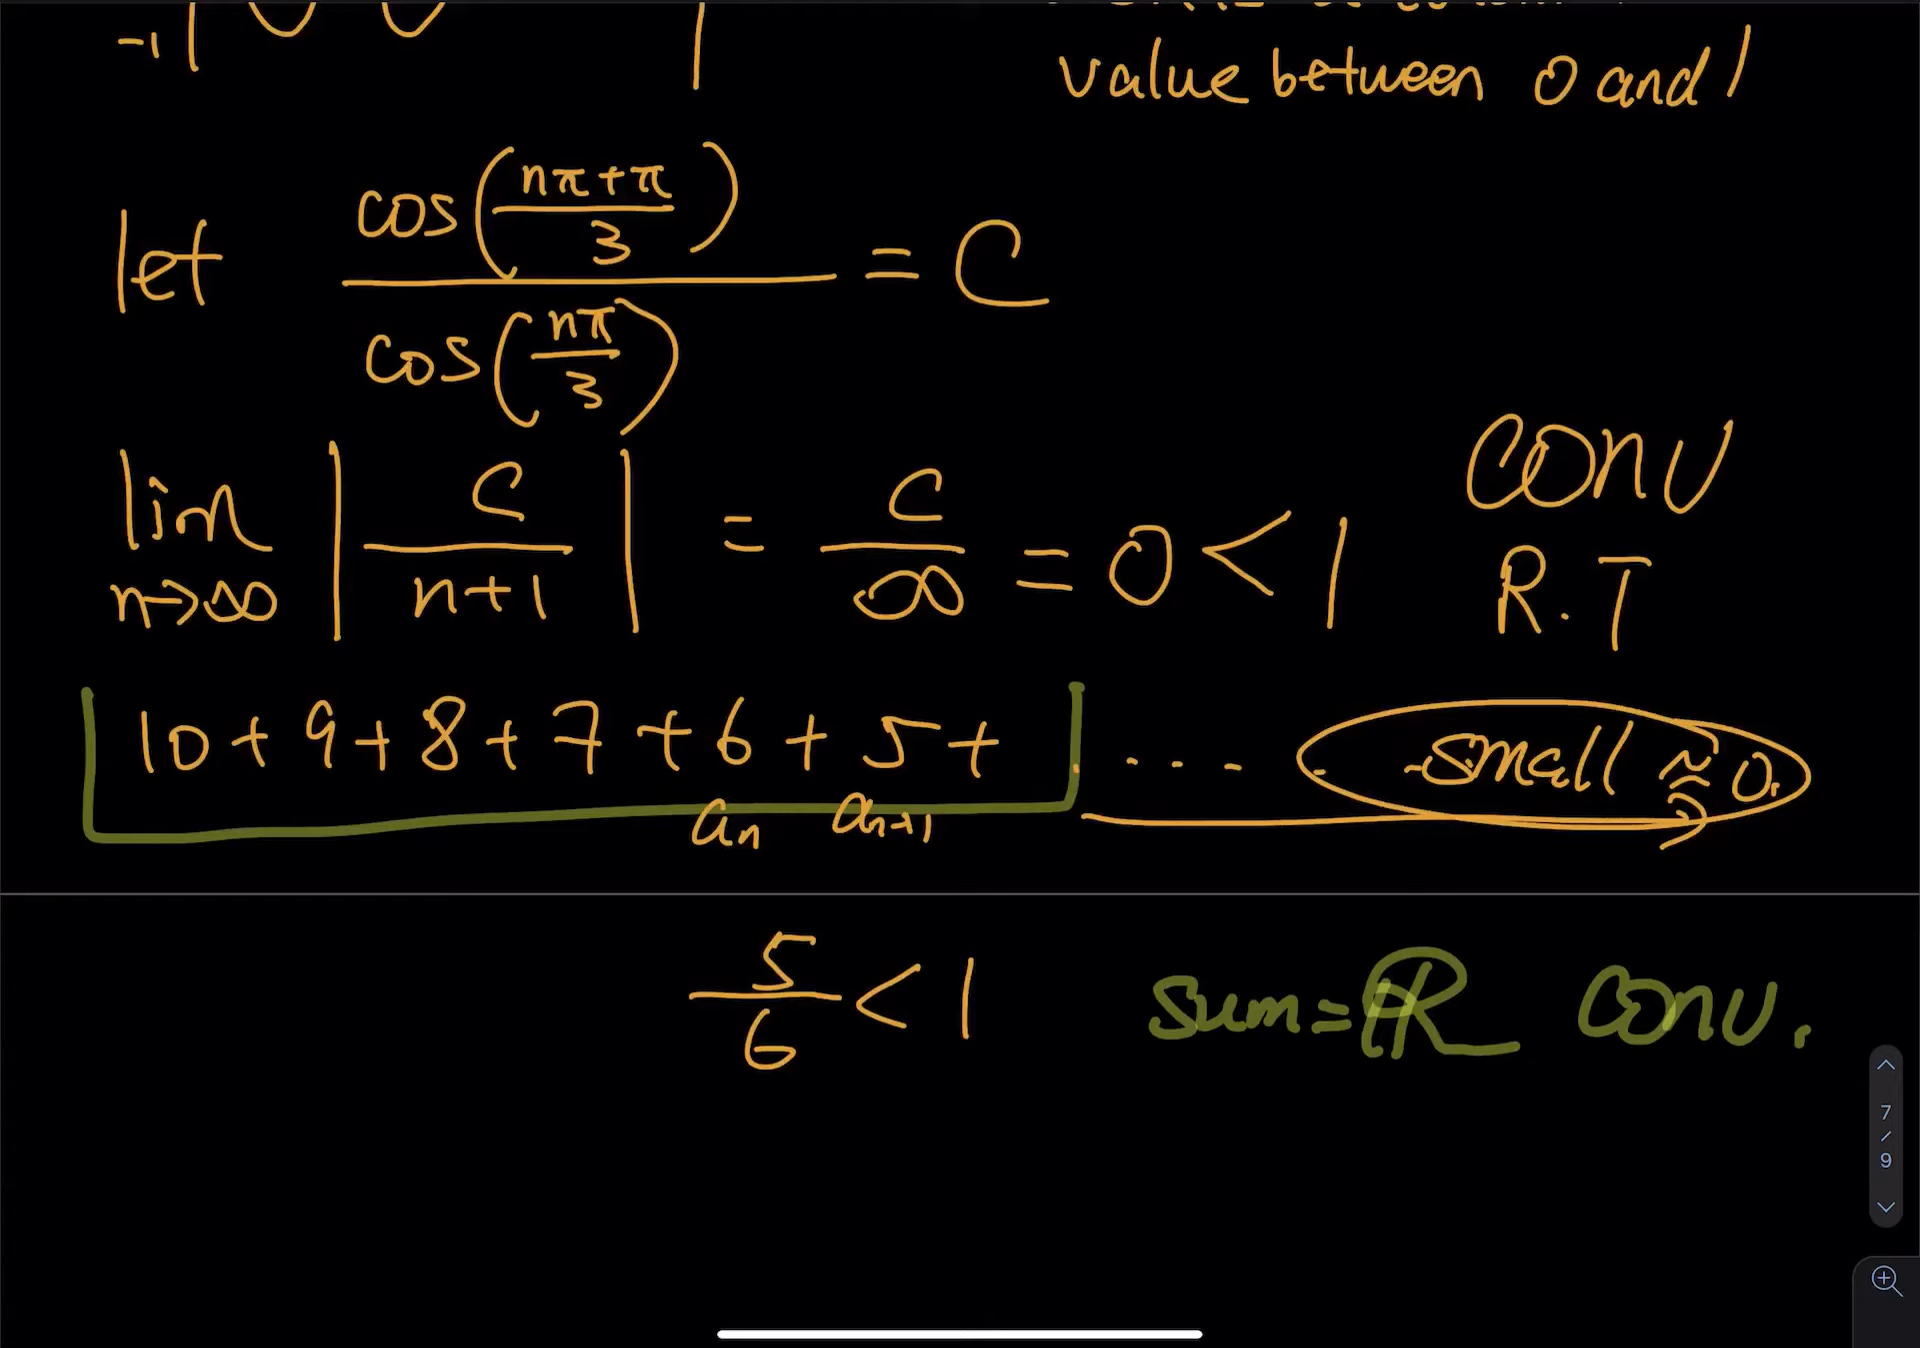 -1
value between 0 and 1
let cos((nπ+π)/3) / cos(nπ/3) = C
lim n→∞ | C/(n+1) | = C/∞ = 0 < 1 CONV
R.T
10 + 9 + 8 + 7 + 6 + 5 + .... small ≈ 0.
an an+1
5/6 < 1 sum = ℝ conv.
7
/
9